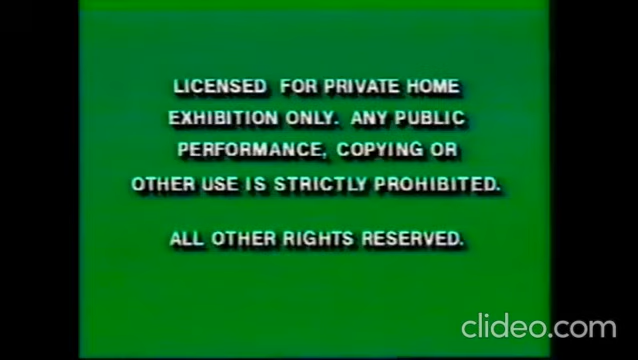 LICENSED FOR PRIVATE HOME
EXHIBITION ONLY. ANY PUBLIC
PERFORMANCE, COPYING OR
OTHER USE IS STRICTLY PROHIBITED.
ALL OTHER RIGHTS RESERVED.
clideo.com